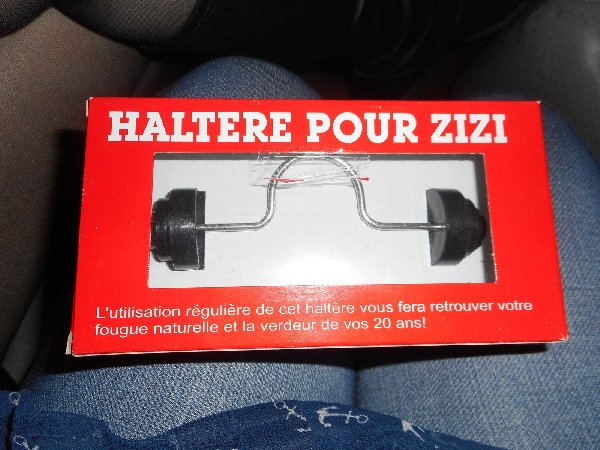 HALTERE POUR ZIZI
L'utilisation régulière de cet haltère vous fera retrouver votre
fougue naturelle et la verdeur de vos 20 ans!